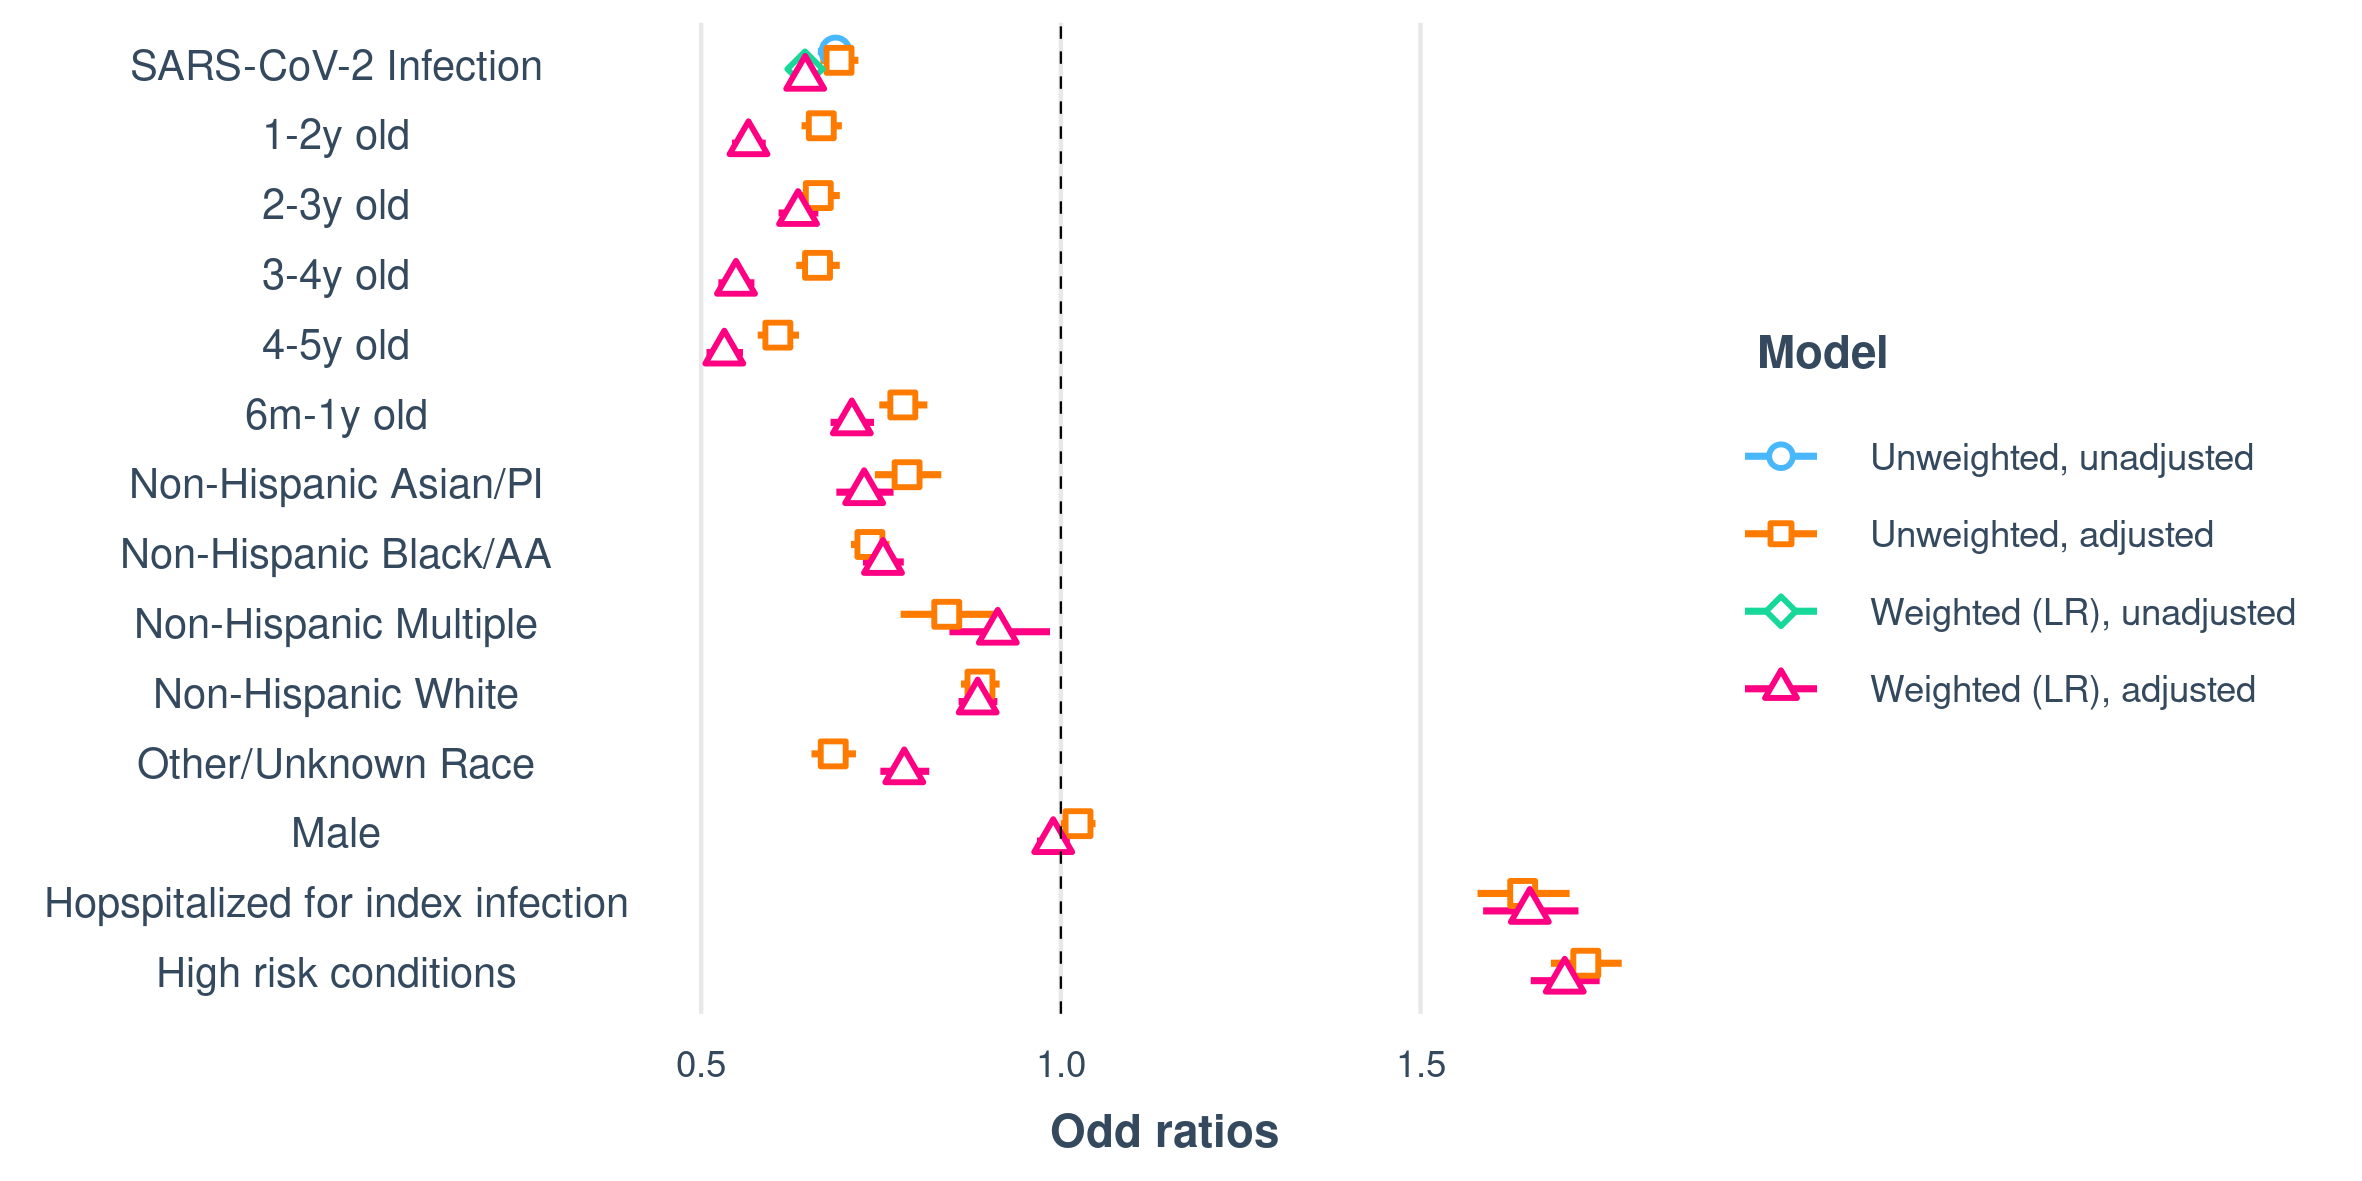 SARS-CoV-2 Infection
1-2y old
2-3y old
3-4y old
4-5y old
6m-1y old
Non-Hispanic Asian/PI
Non-Hispanic Black/AA
Non-Hispanic Multiple
Non-Hispanic White
Other/Unknown Race
Male
Hopspitalized for index infection
High risk conditions
0.5
1.0
1.5
Odd ratios
Model
Unweighted, unadjusted
Unweighted, adjusted
Weighted (LR), unadjusted
Weighted (LR), adjusted